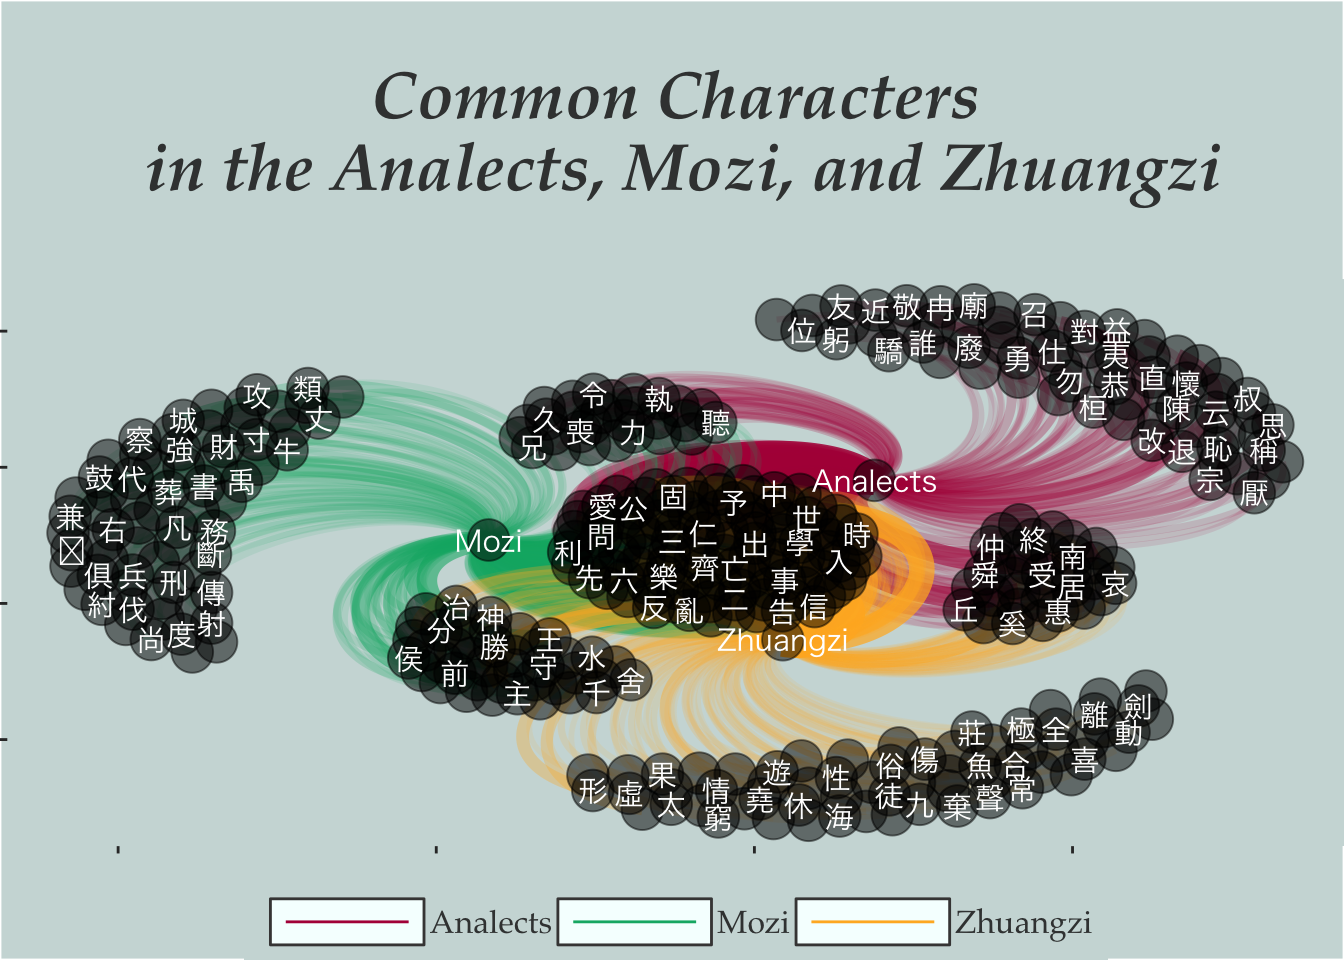 Common Characters
in the Analects, Mozi, and Zhuangzi
友 近 敬 冉 廟 召 對 益
位 躬 驕 誰 廢 勇 仕 夷
勿 恭 直 懷 叔
桓 陳 云 思
改 退 恥 稱
宗 厭
類
攻 丈
城
察 強 財 寸 牛
鼓 代 葬 書 禹
兼 右 凡 務
斷
俱 兵 刑 傳
紂 伐 射
尚 度
令 執
久 喪 力 聽
兄
Analects
Mozi
愛 公 固 予 中 世
問 三 仁 出 學 時
利 齊 亡 入
先 六 樂 事
反 亂 二 告 信
Zhuangzi
仲 終 南
舜 受 居 哀
丘 奚 惠
治 神
分 勝 王
侯 前 守 水
主 千 舍
劍
離 動
莊 極 全
俗 傷 魚 合 喜
形 虛 果 情 遊 性 徒 九 棄 聲 常
太 窮 堯 休 海
Analects Mozi Zhuangzi